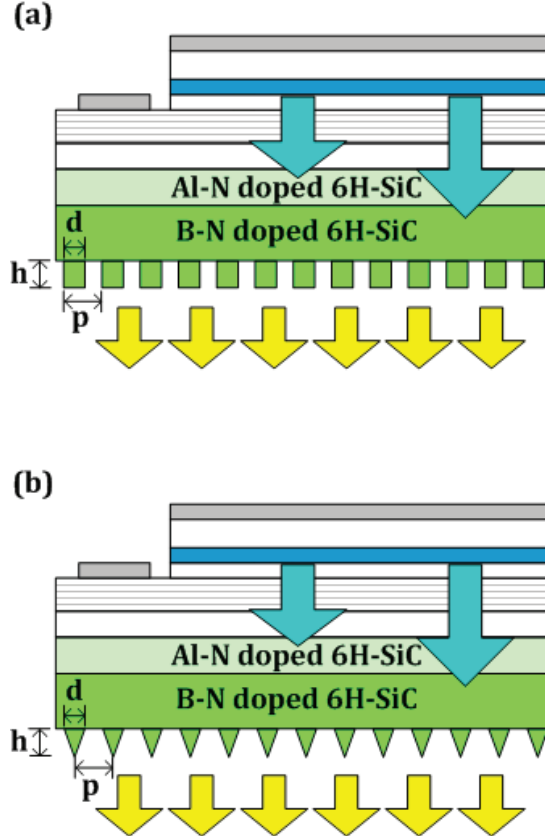 (a)
Al-N doped 6H-SiC
d
B-N doped 6H-SiC
h
p
(b)
Al-N doped 6H-SiC
d
B-N doped 6H-SiC
h
p